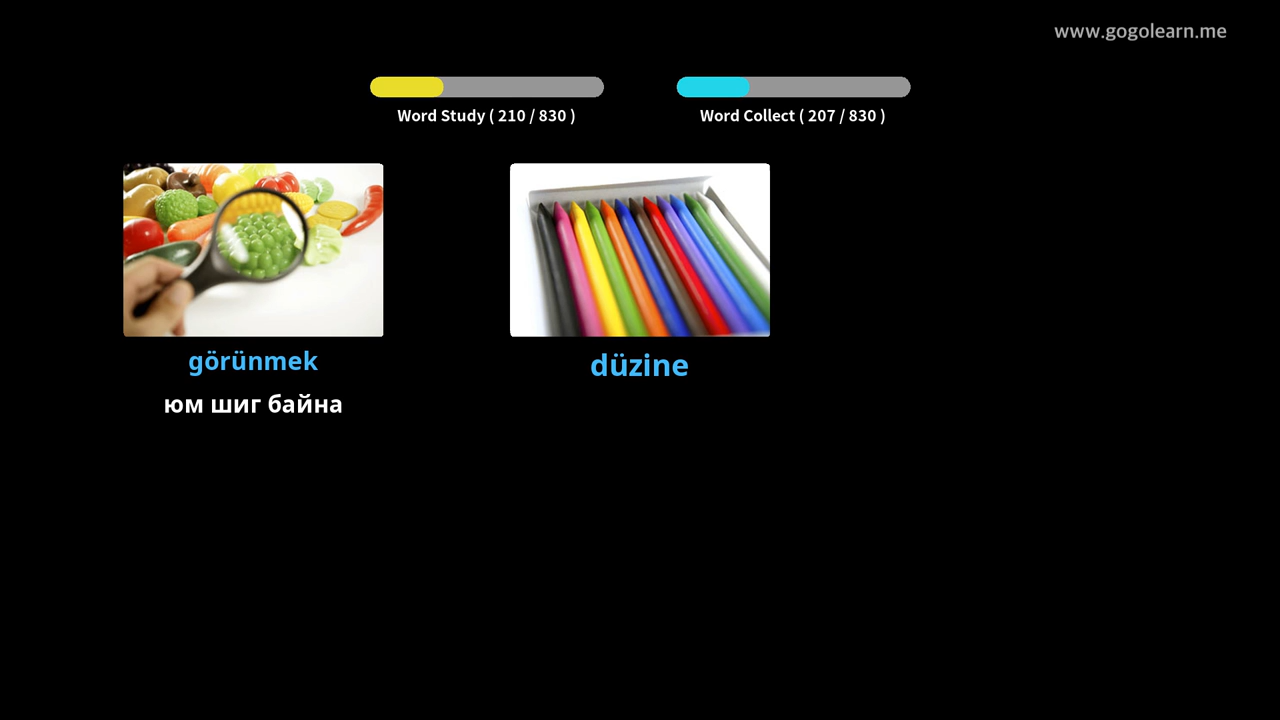 www.gogolearn.me
Word Study ( 210 / 830 )
Word Collect ( 207 / 830 )
görünmek
юм шиг байна
düzine